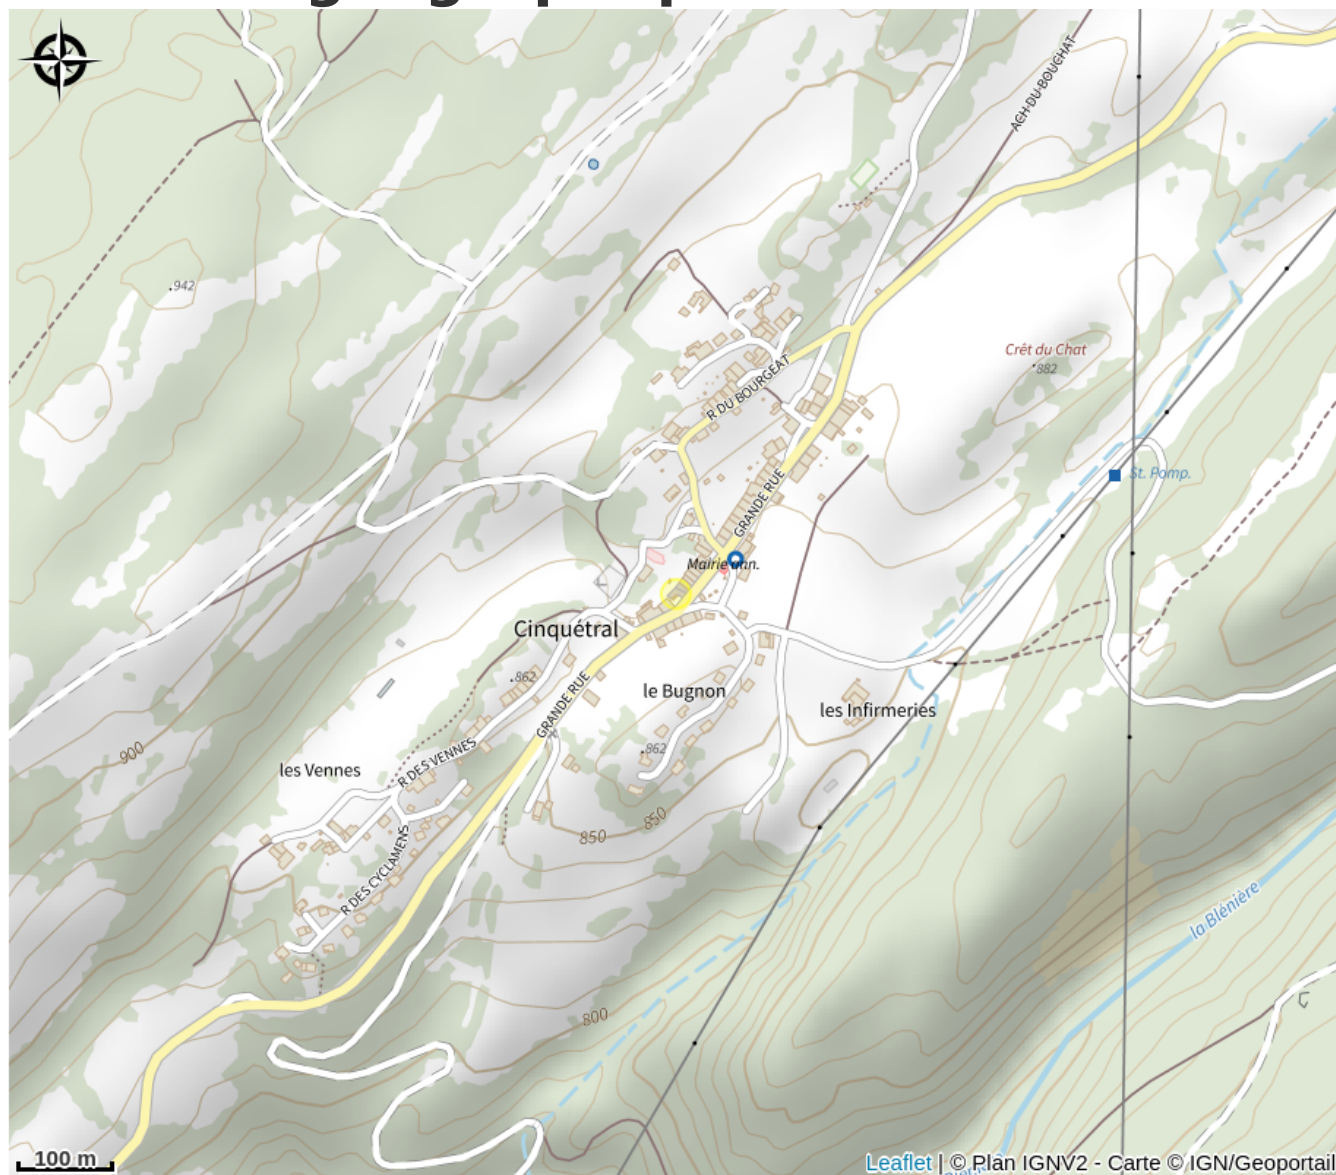 ACH DU BOUCHAT
942
Crêt du Chat
882
R DU BOURGEAT
St. Pomp.
GRANDE RUE
Mairie ann.
Cinquétral
862
le Bugnon
GRANDE RUE
les Infirmeries
862
R DES VENNES
900
les Vennes
850
850
R DES CYCLAMENS
la Blénière
800
100 m
Leaflet | © Plan IGNV2 - Carte © IGN/Geoportail